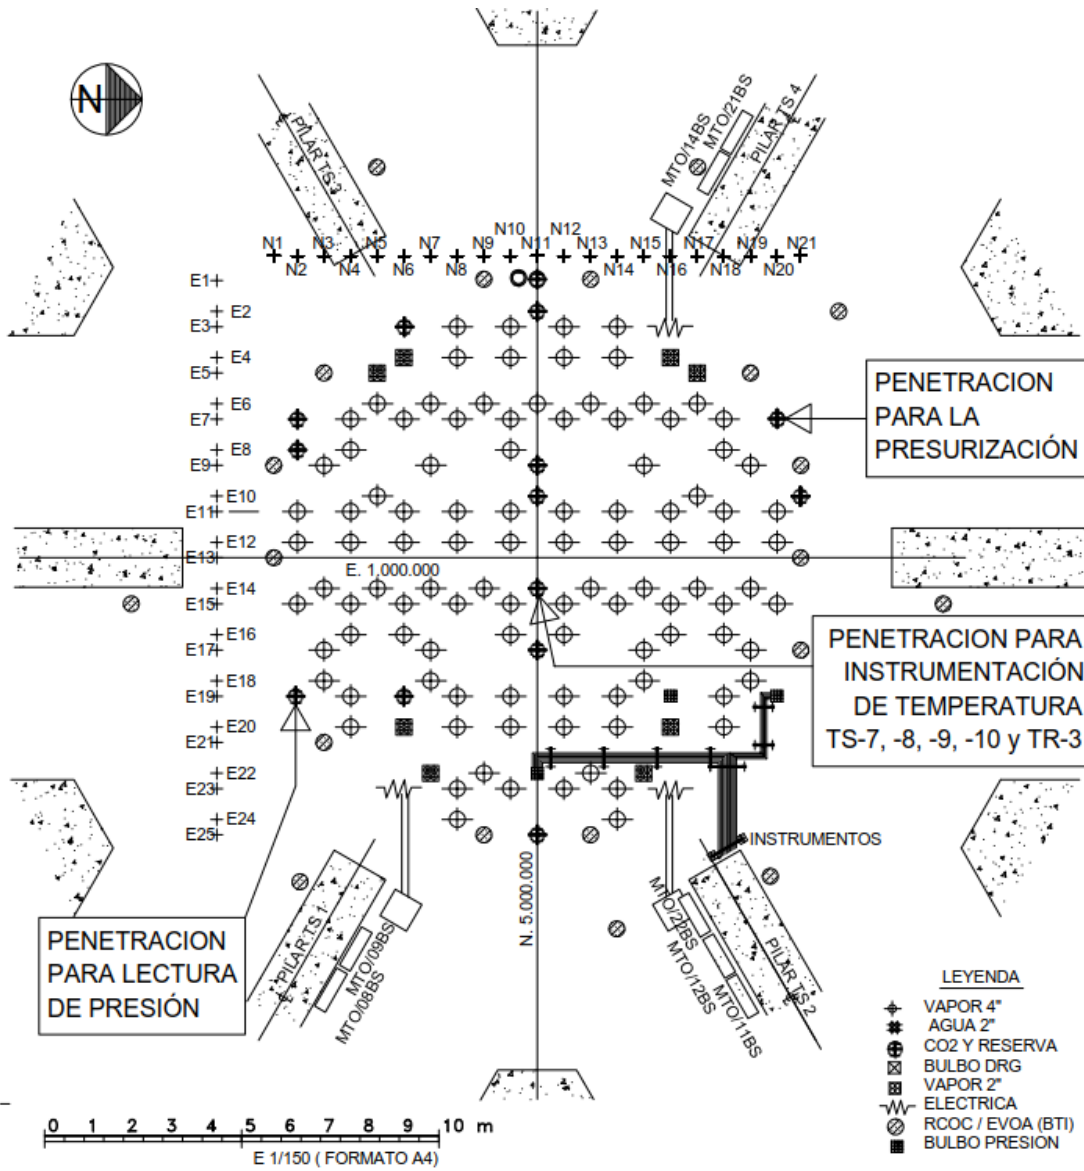 N
PILAR TS 3
MTO/14BS
MTO/21BS
PILAR TS 4
N10 N12
N1 N3 N5 N7 N9 N11 N13 N15 N17 N19 N21
N2 N4 N6 N8 N14 N16 N18 N20
E1
E2
E3
E4
E5
E6
E7
E8
E9
E10
E11
E12
E13
E. 1,000.000
E14
E15
E16
E17
E18
E19
E20
E21
E22
E23
E24
E25
PENETRACION
PARA LA
PRESURIZACIÓN
PENETRACION PARA
INSTRUMENTACIÓN
DE TEMPERATURA
TS-7, -8, -9, -10 y TR-3
INSTRUMENTOS
N. 5,000.000
PENETRACION
PARA LECTURA
DE PRESIÓN
PILAR TS 1
MTO/09BS
MTO/08BS
MTO/22BS
MTO/12BS
MTO/11BS
PILAR TS 2
LEYENDA
VAPOR 4"
AGUA 2"
CO2 Y RESERVA
BULBO DRG
VAPOR 2"
ELECTRICA
RCOC / EVOA (BTI)
BULBO PRESION
0 1 2 3 4 5 6 7 8 9 10 m
E 1/150 ( FORMATO A4)